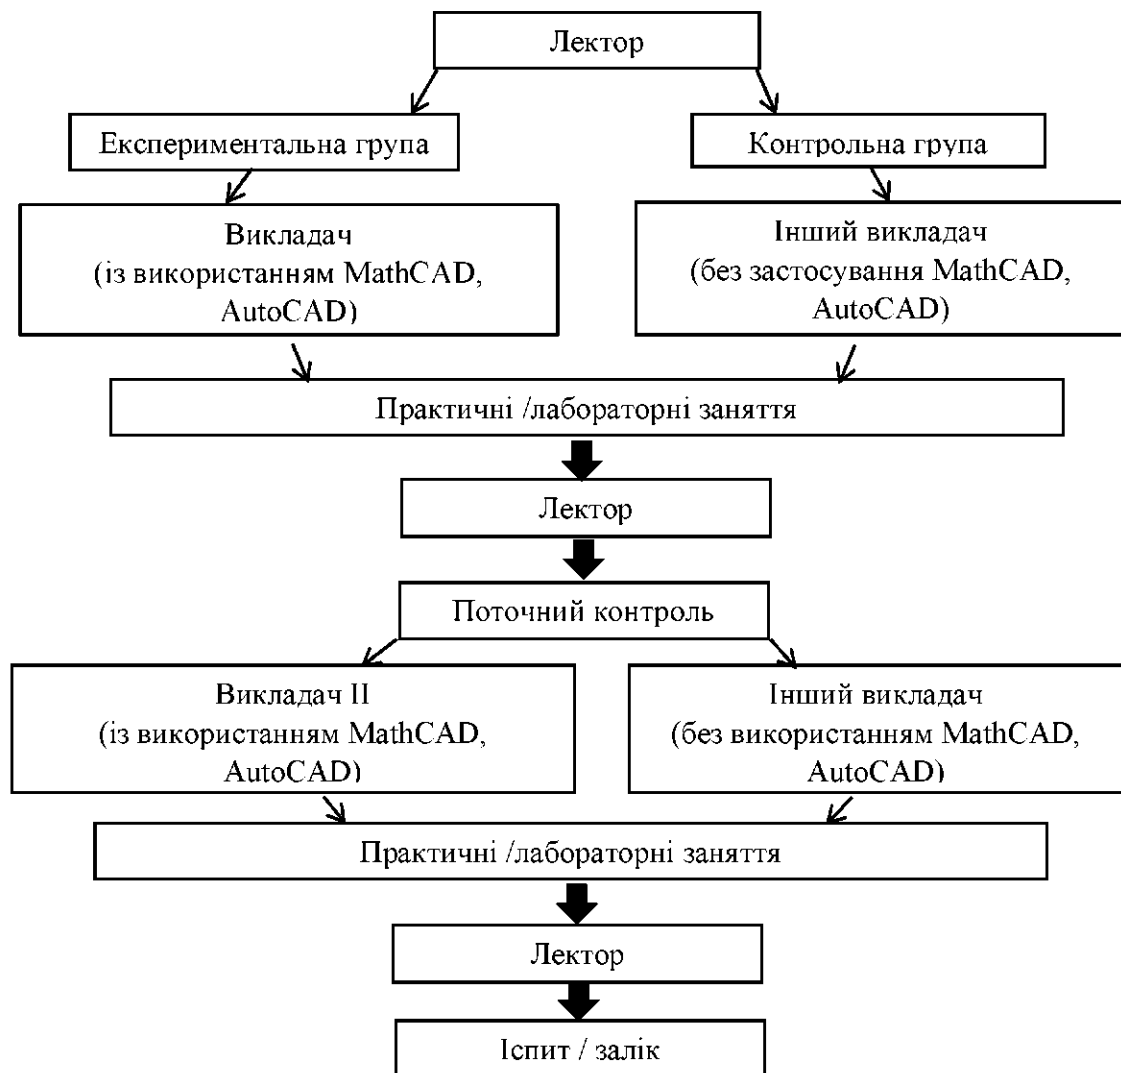 Лектор
Експериментальна група
Контрольна група
Викладач
(із використанням MathCAD,
AutoCAD)
Інший викладач
(без застосування MathCAD,
AutoCAD)
Практичні /лабораторні заняття
Лектор
Поточний контроль
Викладач ІІ
(із використанням MathCAD,
AutoCAD)
Інший викладач
(без використанням MathCAD,
AutoCAD)
Практичні /лабораторні заняття
Лектор
Іспит / залік